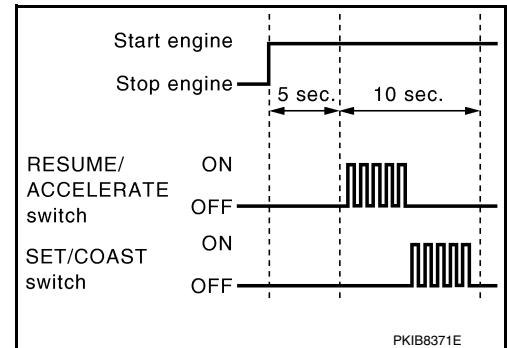 Start engine
Stop engine
5 sec. 10 sec.
RESUME/
ACCELERATE
switch
ON
OFF
SET/COAST
switch
ON
OFF
PKIB8371E